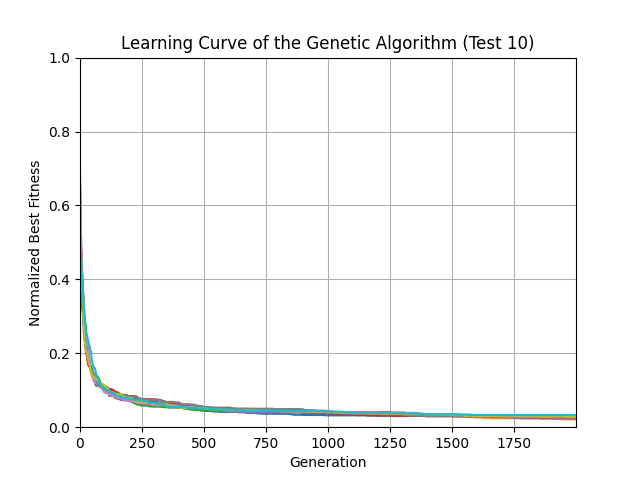 Learning Curve of the Genetic Algorithm (Test 10)
1.0
0.8
0.6
0.4
0.2
0.0
Normalized Best Fitness
0 250 500 750 1000 1250 1500 1750
Generation